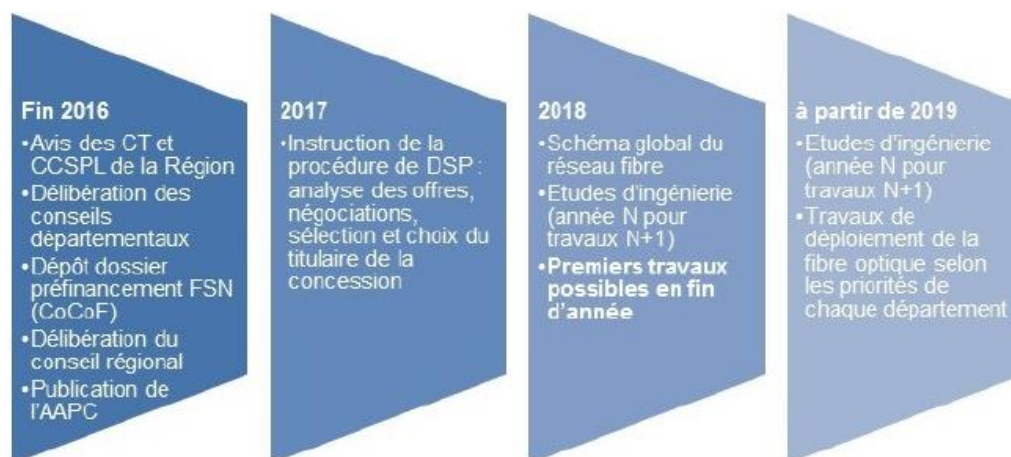 Fin 2016
•Avis des CT et
CCSPL de la Région
•Délibération des
conseils
départementaux
•Dépôt dossier
préfinancement FSN
(CoCoF)
•Délibération du
conseil régional
•Publication de
l'AAPC
2017
•Instruction de la
procédure de DSP :
analyse des offres,
négociations,
sélection et choix du
titulaire de la
concession
2018
•Schéma global du
réseau fibre
•Etudes d'ingénierie
(année N pour
travaux N+1)
•Premiers travaux
possibles en fin
d'année
à partir de 2019
•Etudes d'ingénierie
(année N pour
travaux N+1)
•Travaux de
déploiement de la
fibre optique selon
les priorités de
chaque département